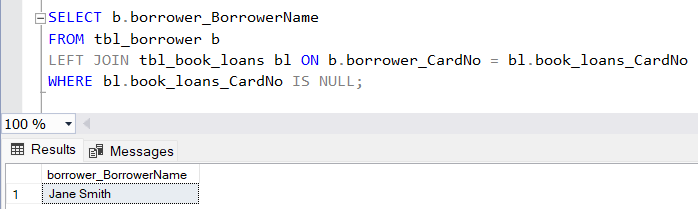 SELECT b.borrower_BorrowerName
FROM tbl_borrower b
LEFT JOIN tbl_book_loans bl ON b.borrower_CardNo = bl.book_loans_CardNo
WHERE bl.book_loans_CardNo IS NULL;
100 %
Results Messages
borrower_BorrowerName
1 Jane Smith